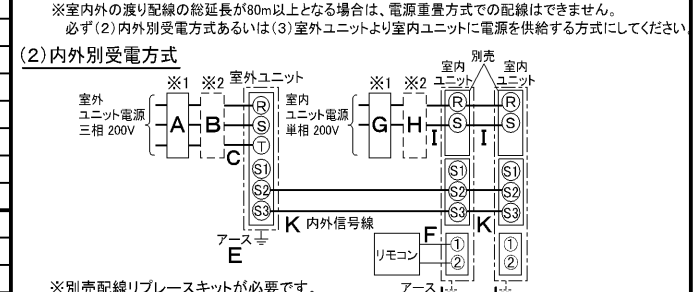 ※室内外の渡り配線の総延長が80m以上となる場合は、電源重畳方式での配線はできません。
必ず(2)内外別受電方式あるいは(3)室外ユニットより室内ユニットに電源を供給する方式にしてください
(2)内外別受電方式
※1 ※2 室外ユニット
※1 ※2 室内ユニット 別売 室内ユニット
室外
ユニット電源
三相 200V
A B C
R
S
T
S1
S2
S3
室内
ユニット電源
単相 200V
G H I I
R R
S S
S1 S1
S2 S2
S3 S3
K 内外信号線 K
アース
E
リモコン F
① ①
② ②
※別売配線リプレースキットが必要です。
アース